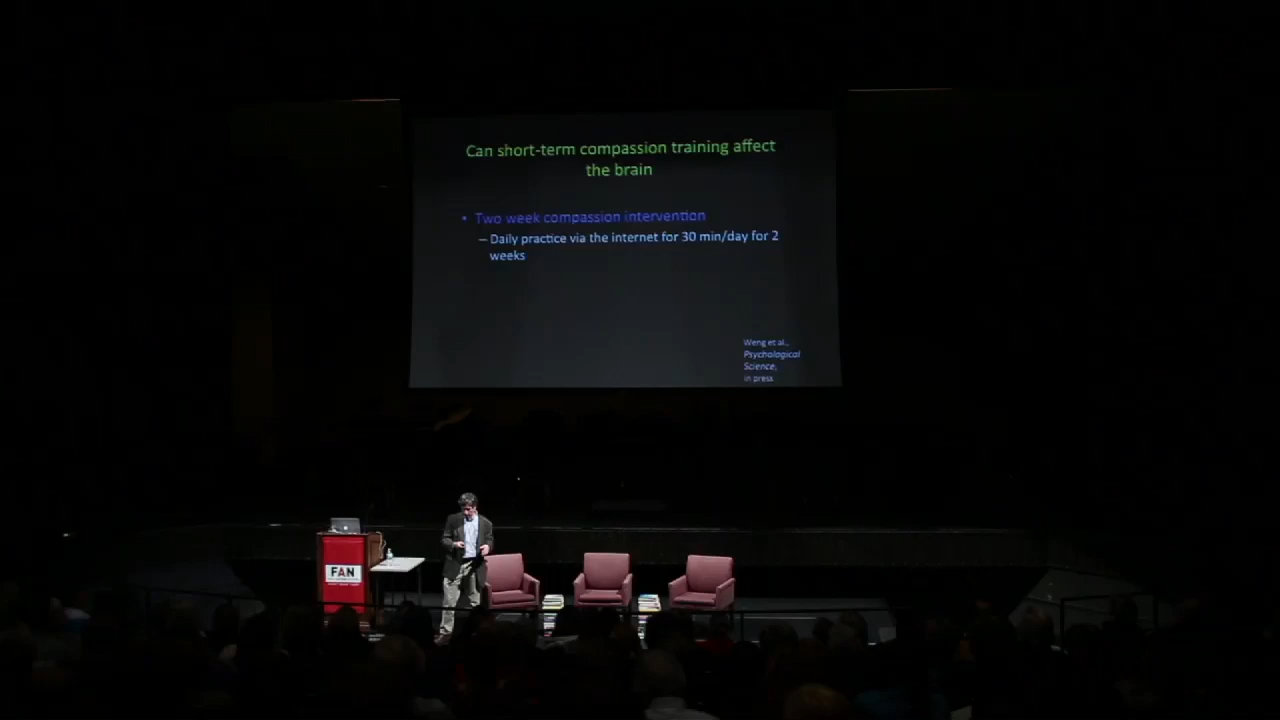 Can short-term compassion training affect
the brain
• Two week compassion intervention
– Daily practice via the internet for 30 min/day for 2
weeks
Weng et al.,
Psychological
Science,
in press
FAN